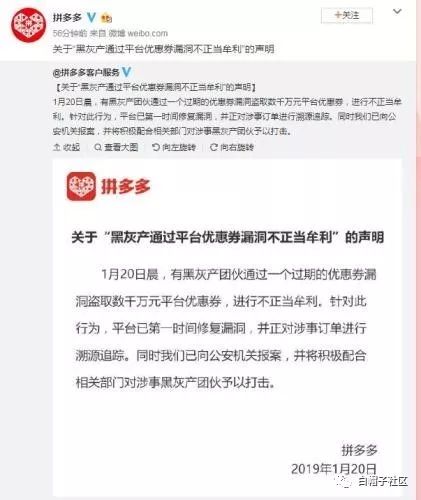 拼多多
56分钟前 来自 微博 weibo.com
+关注
关于“黑灰产通过平台优惠券漏洞不正当牟利”的声明
@拼多多客户服务
【关于“黑灰产通过平台优惠券漏洞不正当牟利”的声明】
1月20日晨,有黑灰产团伙通过一个过期的优惠券漏洞盗取数千万元平台优惠券,进行不正当牟
利。针对此行为,平台已第一时间修复漏洞,并正对涉事订单进行溯源追踪。同时我们已向公
安机关报案,并将积极配合相关部门对涉事黑灰产团伙予以打击。
收起 查看大图 向左旋转 向右旋转
拼多多
关于“黑灰产通过平台优惠券漏洞不正当牟利”的声明
1月20日晨,有黑灰产团伙通过一个过期的优惠券漏
洞盗取数千万元平台优惠券,进行不正当牟利。针对此
行为,平台已第一时间修复漏洞,并正对涉事订单进行
溯源追踪。同时我们已向公安机关报案,并将积极配合
相关部门对涉事黑灰产团伙予以打击。
拼多多
2019年1月20日
白帽子社区